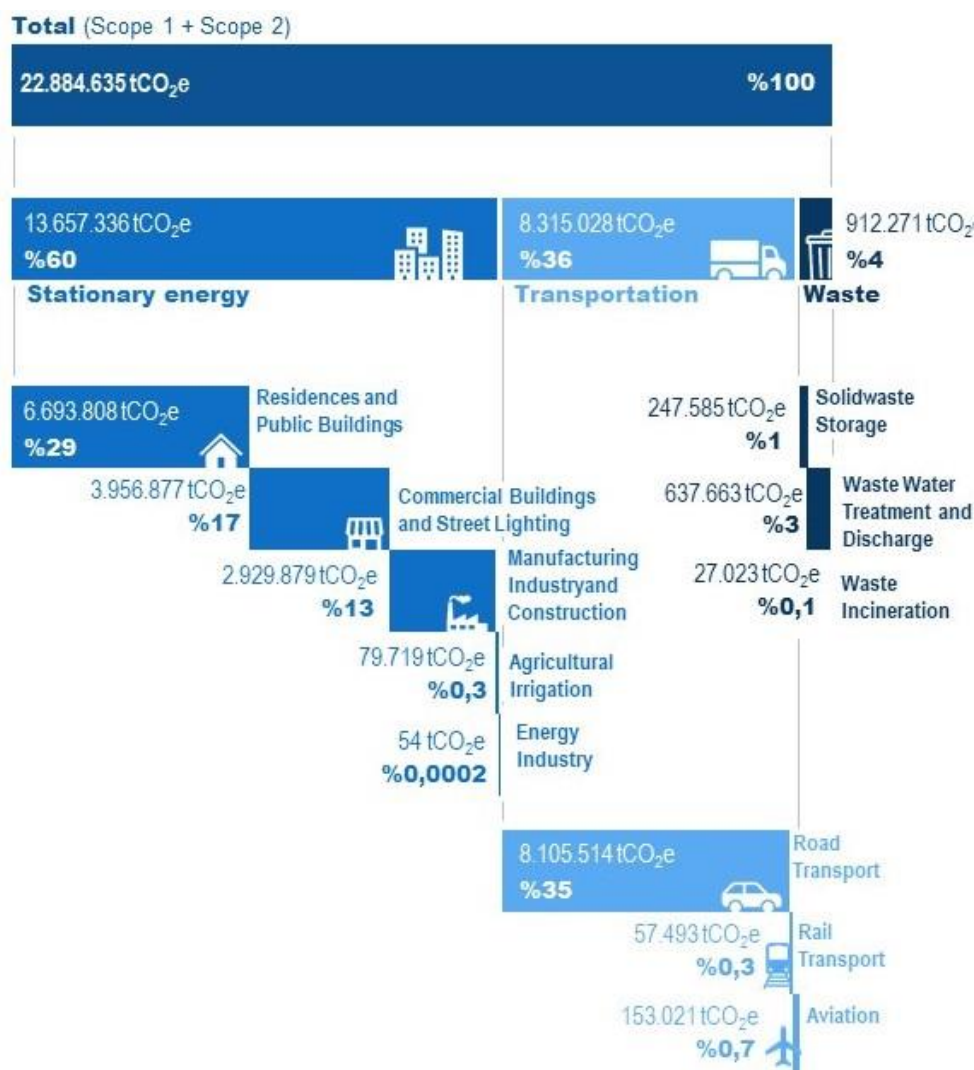 Total (Scope 1 + Scope 2)
22.884.635 tCO₂e %100
13.657.336 tCO₂e
%60
Stationary energy
8.315.028 tCO₂e
%36
Transportation
912.271 tCO₂e
%4
Waste
6.693.808 tCO₂e
%29
Residences and
Public Buildings
3.956.877 tCO₂e
%17
Commercial Buildings
and Street Lighting
2.929.879 tCO₂e
%13
Manufacturing
Industryand
Construction
79.719 tCO₂e
%0,3
Agricultural
Irrigation
54 tCO₂e
%0,0002
Energy
Industry
247.585 tCO₂e
%1
Solidwaste
Storage
637.663 tCO₂e
%3
Waste Water
Treatment and
Discharge
27.023 tCO₂e
%0,1
Waste
Incineration
8.105.514 tCO₂e
%35
Road
Transport
57.493 tCO₂e
%0,3
Rail
Transport
153.021 tCO₂e
%0,7
Aviation